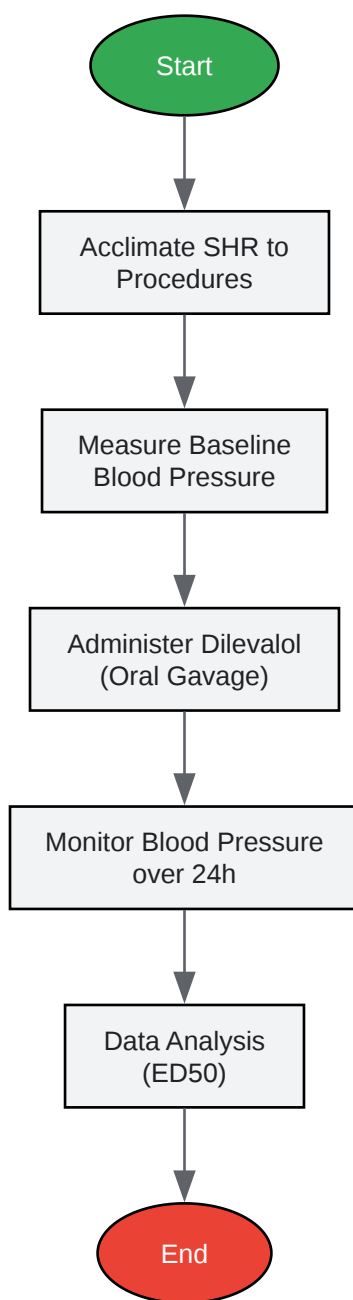 Start
Acclimate SHR to
Procedures
Measure Baseline
Blood Pressure
Administer Dilevalol
(Oral Gavage)
Monitor Blood Pressure
over 24h
Data Analysis
(ED50)
End